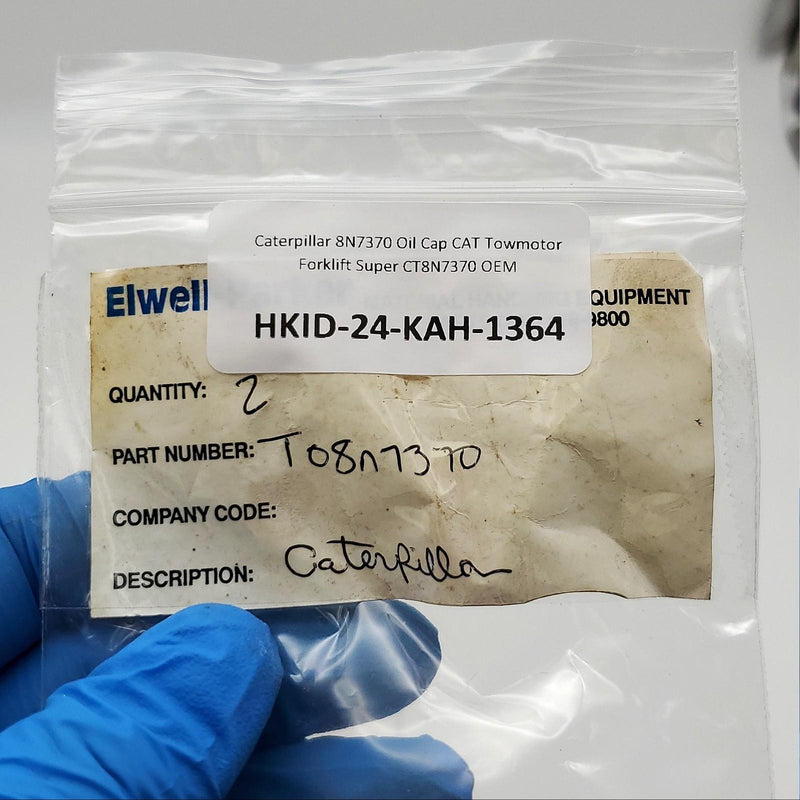 Caterpillar 8N7370 Oil Cap CAT Towmotor
Forklift Super CT8N7370 OEM
HKID-24-KAH-1364
Elwell-Parker EQUIPMENT
9800
QUANTITY: 2
PART NUMBER: T08n7370
COMPANY CODE:
DESCRIPTION: Caterpillar